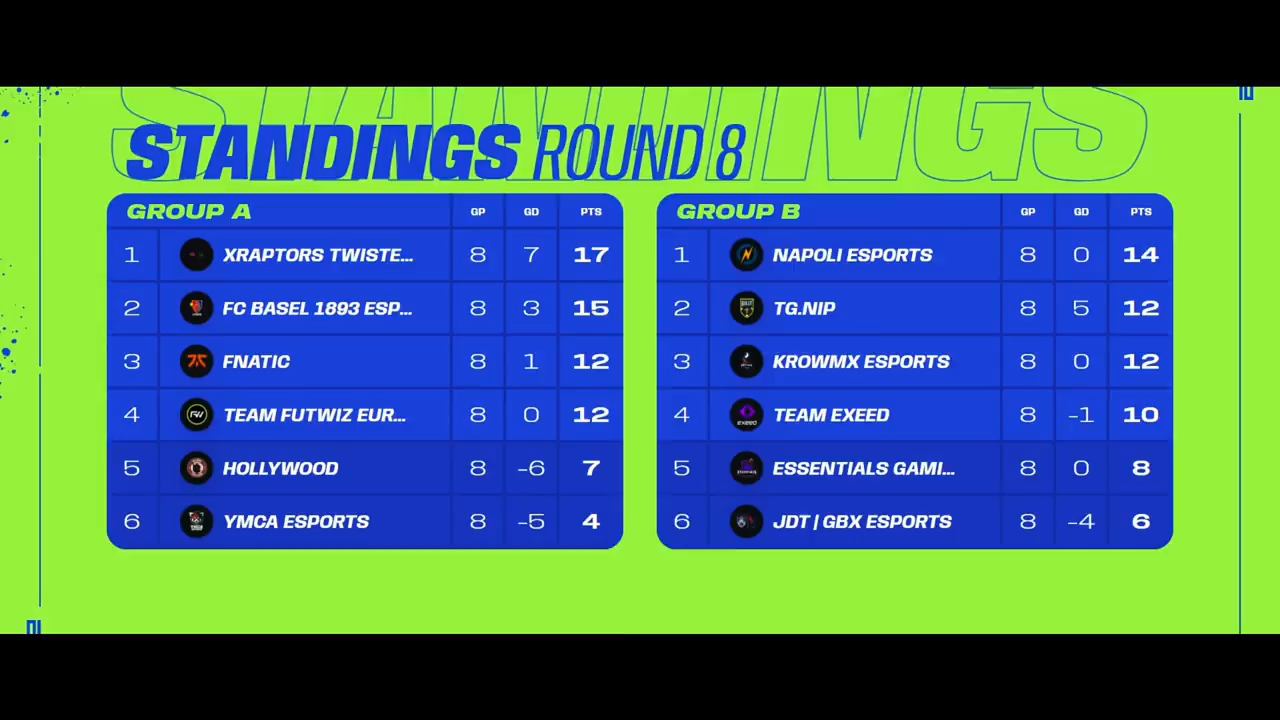 STANDINGS
STANDINGS ROUND 8
GROUP A GP GD PTS
1 XRAPTORS TWISTE... 8 7 17
2 FC BASEL 1893 ESP... 8 3 15
3 FNATIC 8 1 12
4 TEAM FUTWIZ EUR... 8 0 12
5 HOLLYWOOD 8 -6 7
6 YMCA ESPORTS 8 -5 4
GROUP B GP GD PTS
1 NAPOLI ESPORTS 8 0 14
2 TG.NIP 8 5 12
3 KROWMX ESPORTS 8 0 12
4 TEAM EXEED 8 -1 10
5 ESSENTIALS GAMI... 8 0 8
6 JDT | GBX ESPORTS 8 -4 6